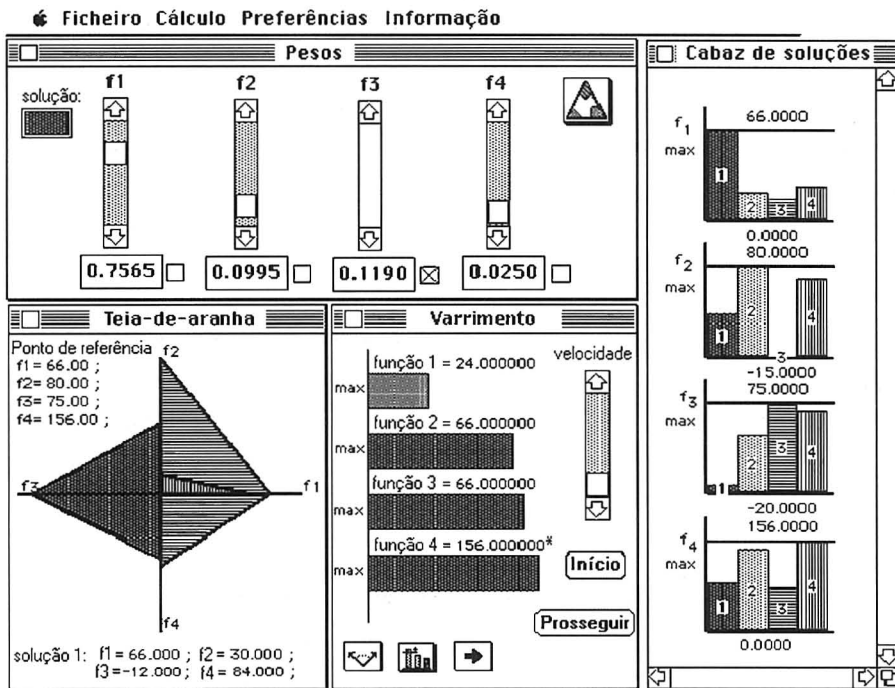 Ficheiro Cálculo Preferências Informação
Pesos
solução:
f1 f2 f3 f4
0.7565 0.0995 0.1190 0.0250
Teia-de-aranha
Ponto de referência
f1= 66.00 ;
f2= 80.00 ;
f3= 75.00 ;
f4= 156.00 ;
f2
f3
f1
f4
solução 1: f1 = 66.000 ; f2 = 30.000 ;
f3 =-12.000 ; f4 = 84.000 ;
Varrimento
função 1 = 24.000000
max
função 2 = 66.000000
max
função 3 = 66.000000
max
função 4 = 156.000000*
max
velocidade
Início
Prosseguir
Cabaz de soluções
66.0000
f1
max
1 2 3 4
0.0000
80.0000
f2
max
1 2 3 4
-15.0000
75.0000
f3
max
1 2 3 4
-20.0000
156.0000
f4
max
1 2 3 4
0.0000